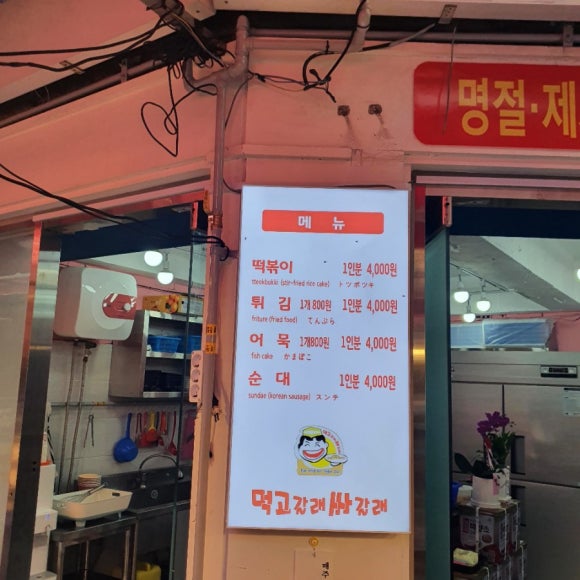 명절·제
메 뉴
떡볶이 1인분 4,000원
tteokbukki (stir-fried rice cake) トッポッキ
튀 김 1개 800원 1인분 4,000원
friture (fried food) てんぷら
어 묵 1개800원 1인분 4,000원
fish cake かまぼこ
순 대 1인분 4,000원
sundae (korean sausage) スンデ
먹고갈래싸갈래